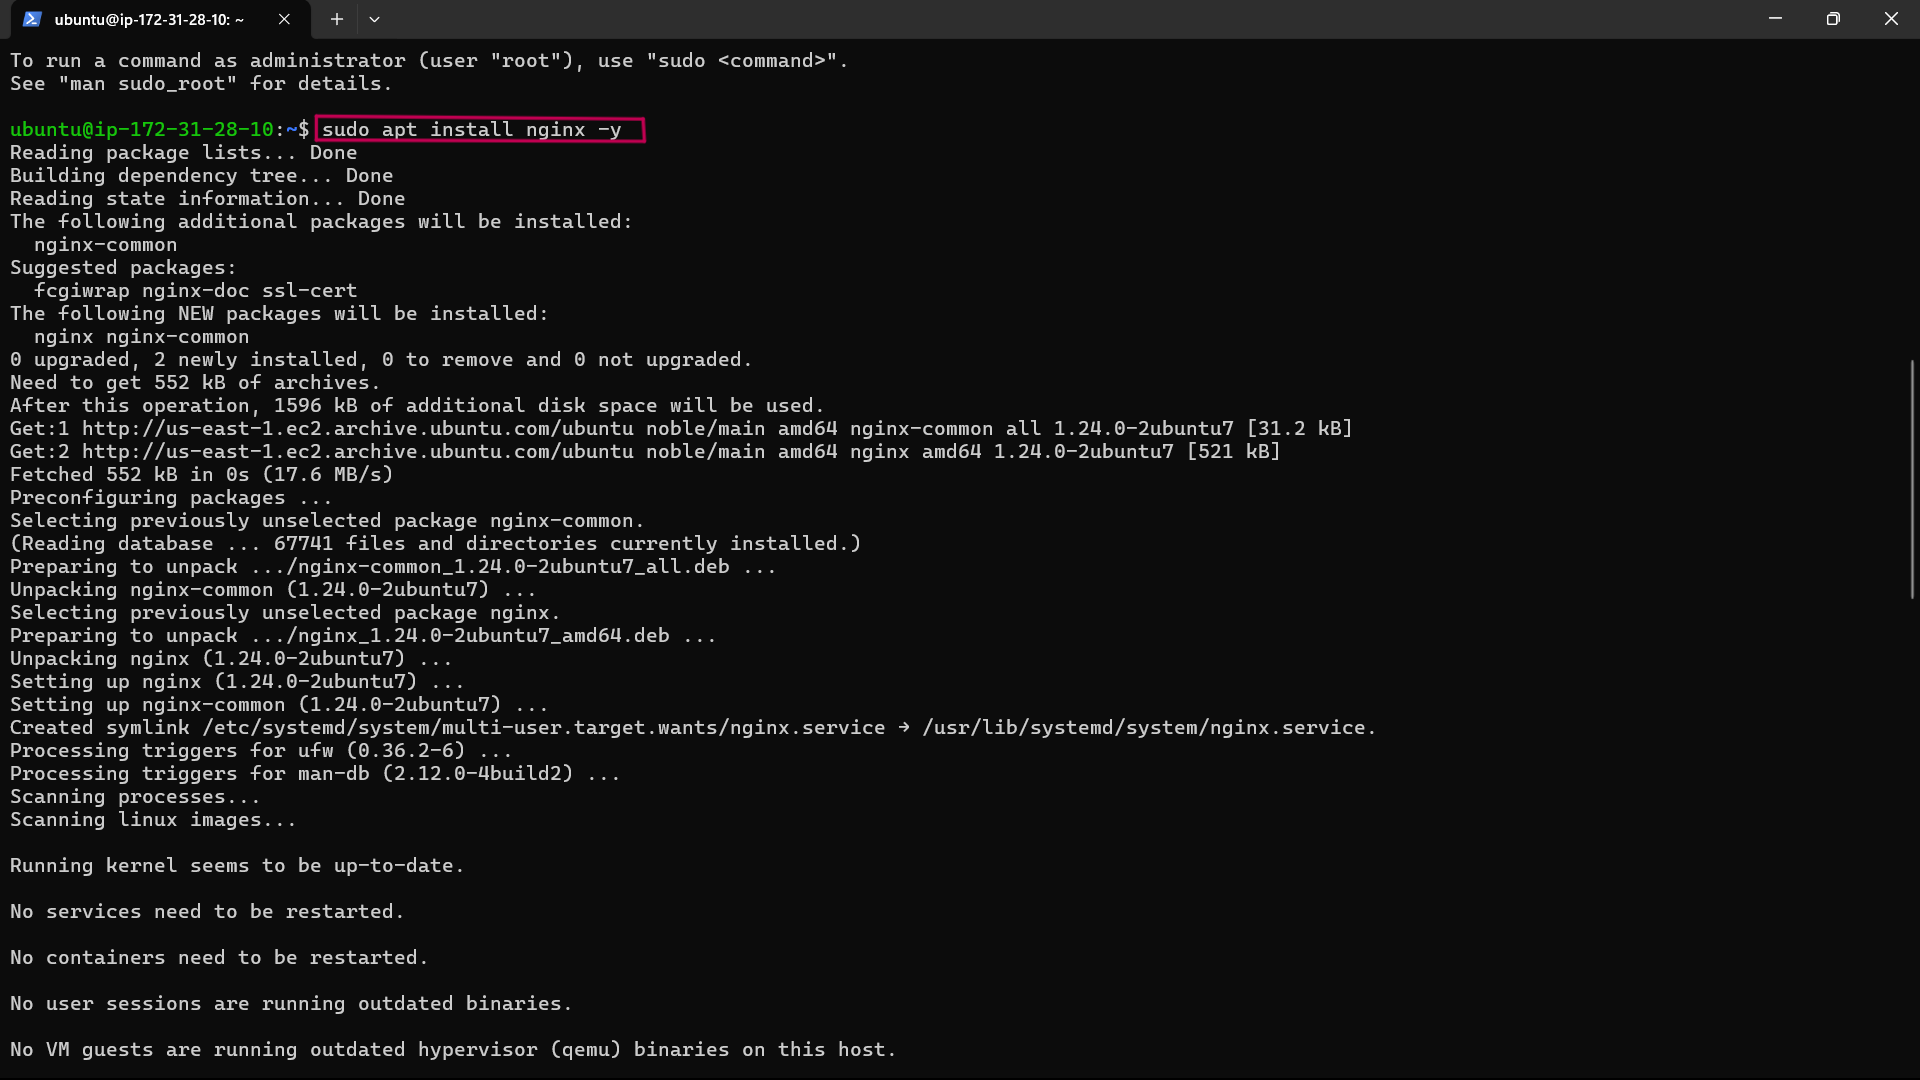 ubuntu@ip-172-31-28-10: ~
To run a command as administrator (user "root"), use "sudo <command>".
See "man sudo_root" for details.
ubuntu@ip-172-31-28-10:~$ sudo apt install nginx -y
Reading package lists... Done
Building dependency tree... Done
Reading state information... Done
The following additional packages will be installed:
  nginx-common
Suggested packages:
  fcgiwrap nginx-doc ssl-cert
The following NEW packages will be installed:
  nginx nginx-common
0 upgraded, 2 newly installed, 0 to remove and 0 not upgraded.
Need to get 552 kB of archives.
After this operation, 1596 kB of additional disk space will be used.
Get:1 http://us-east-1.ec2.archive.ubuntu.com/ubuntu noble/main amd64 nginx-common all 1.24.0-2ubuntu7 [31.2 kB]
Get:2 http://us-east-1.ec2.archive.ubuntu.com/ubuntu noble/main amd64 nginx amd64 1.24.0-2ubuntu7 [521 kB]
Fetched 552 kB in 0s (17.6 MB/s)
Preconfiguring packages ...
Selecting previously unselected package nginx-common.
(Reading database ... 67741 files and directories currently installed.)
Preparing to unpack .../nginx-common_1.24.0-2ubuntu7_all.deb ...
Unpacking nginx-common (1.24.0-2ubuntu7) ...
Selecting previously unselected package nginx.
Preparing to unpack .../nginx_1.24.0-2ubuntu7_amd64.deb ...
Unpacking nginx (1.24.0-2ubuntu7) ...
Setting up nginx (1.24.0-2ubuntu7) ...
Setting up nginx-common (1.24.0-2ubuntu7) ...
Created symlink /etc/systemd/system/multi-user.target.wants/nginx.service → /usr/lib/systemd/system/nginx.service.
Processing triggers for ufw (0.36.2-6) ...
Processing triggers for man-db (2.12.0-4build2) ...
Scanning processes...
Scanning linux images...
Running kernel seems to be up-to-date.
No services need to be restarted.
No containers need to be restarted.
No user sessions are running outdated binaries.
No VM guests are running outdated hypervisor (qemu) binaries on this host.